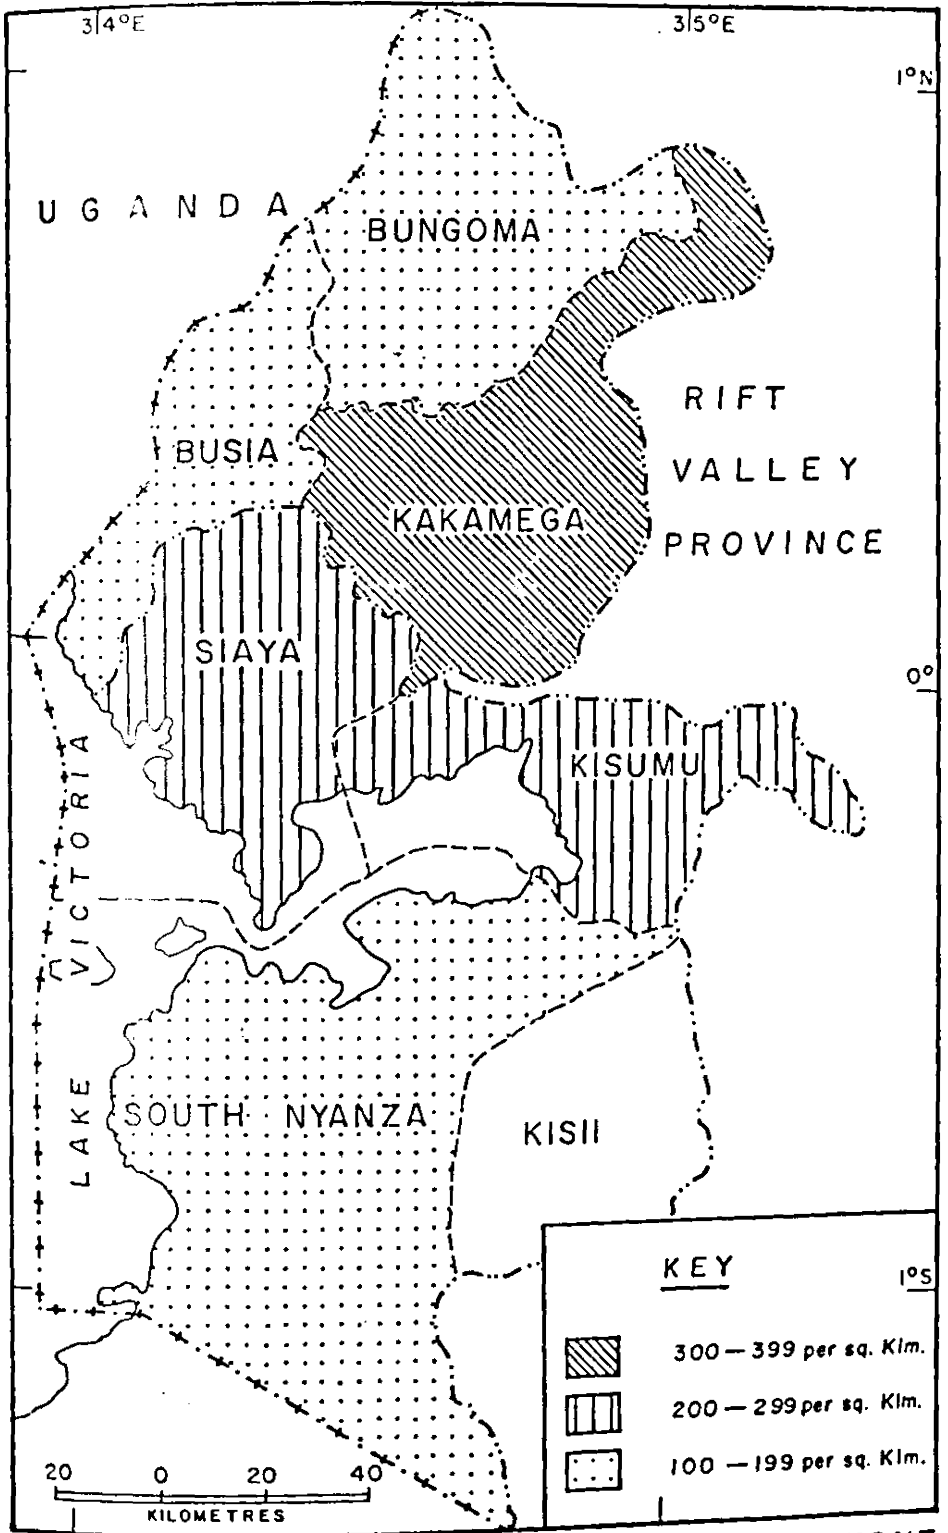 34°E
35°E
1°N
UGANDA
BUNGOMA
RIFT
VALLEY
PROVINCE
BUSIA
KAKAMEGA
SIAYA
0°
KISUMU
LAKE VICTORIA
SOUTH NYANZA
KISII
KEY
1°S
300 — 399 per sq. Klm.
200 — 299 per sq. Klm.
100 — 199 per sq. Klm.
20 0 20 40
KILOMETRES